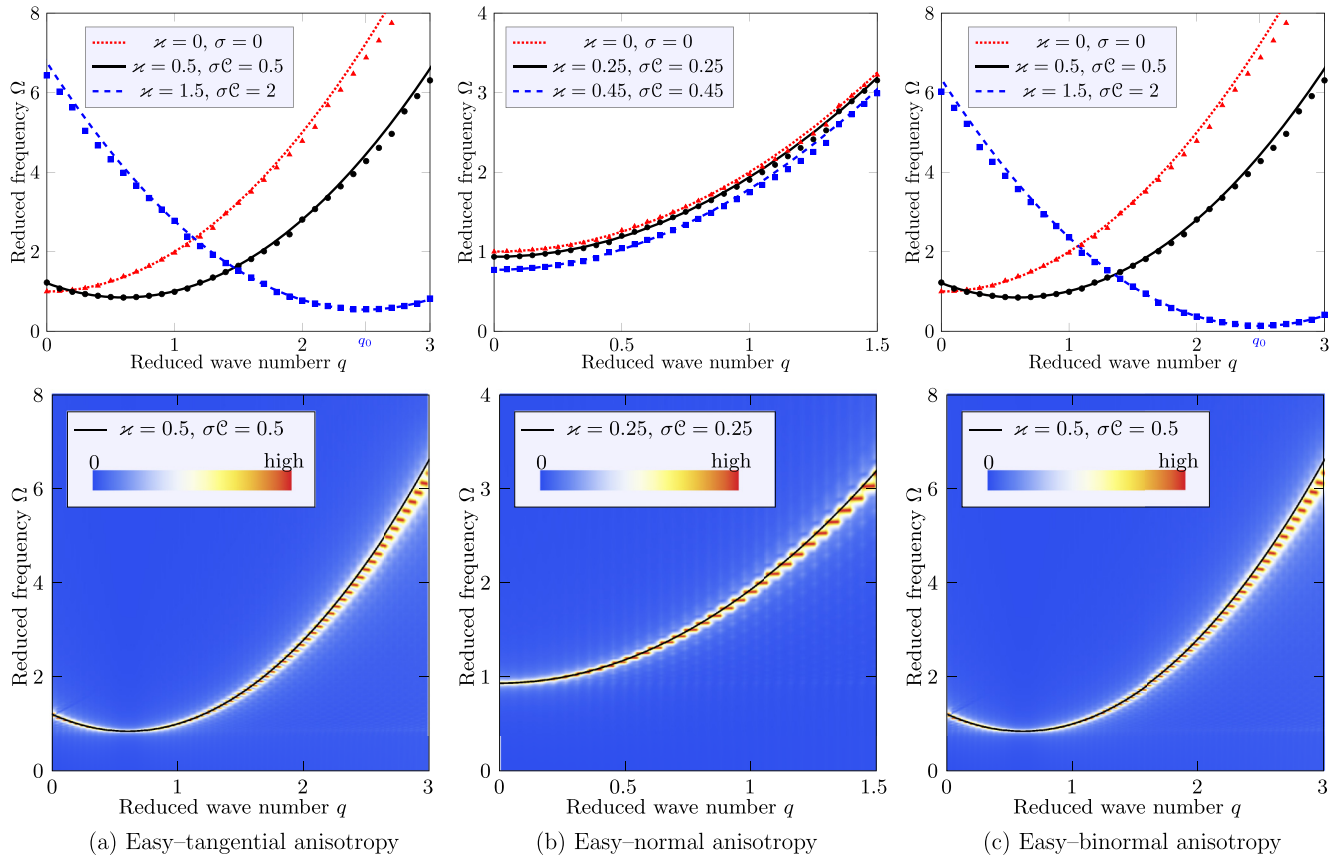 8
6
4
2
0
Reduced frequency Ω
ϰ = 0, σ = 0
ϰ = 0.5, σC = 0.5
ϰ = 1.5, σC = 2
0
1
2
q₀
3
Reduced wave numberr q
4
3
2
1
0
Reduced frequency Ω
ϰ = 0, σ = 0
ϰ = 0.25, σC = 0.25
ϰ = 0.45, σC = 0.45
0
0.5
1
1.5
Reduced wave number q
8
6
4
2
0
Reduced frequency Ω
ϰ = 0, σ = 0
ϰ = 0.5, σC = 0.5
ϰ = 1.5, σC = 2
0
1
2
q₀
3
Reduced wave number q
8
6
4
2
0
Reduced frequency Ω
ϰ = 0.5, σC = 0.5
0 high
0
1
2
3
Reduced wave number q
(a) Easy–tangential anisotropy
4
3
2
1
0
Reduced frequency Ω
ϰ = 0.25, σC = 0.25
0 high
0
0.5
1
1.5
Reduced wave number q
(b) Easy–normal anisotropy
8
6
4
2
0
Reduced frequency Ω
ϰ = 0.5, σC = 0.5
0 high
0
1
2
3
Reduced wave number q
(c) Easy–binormal anisotropy